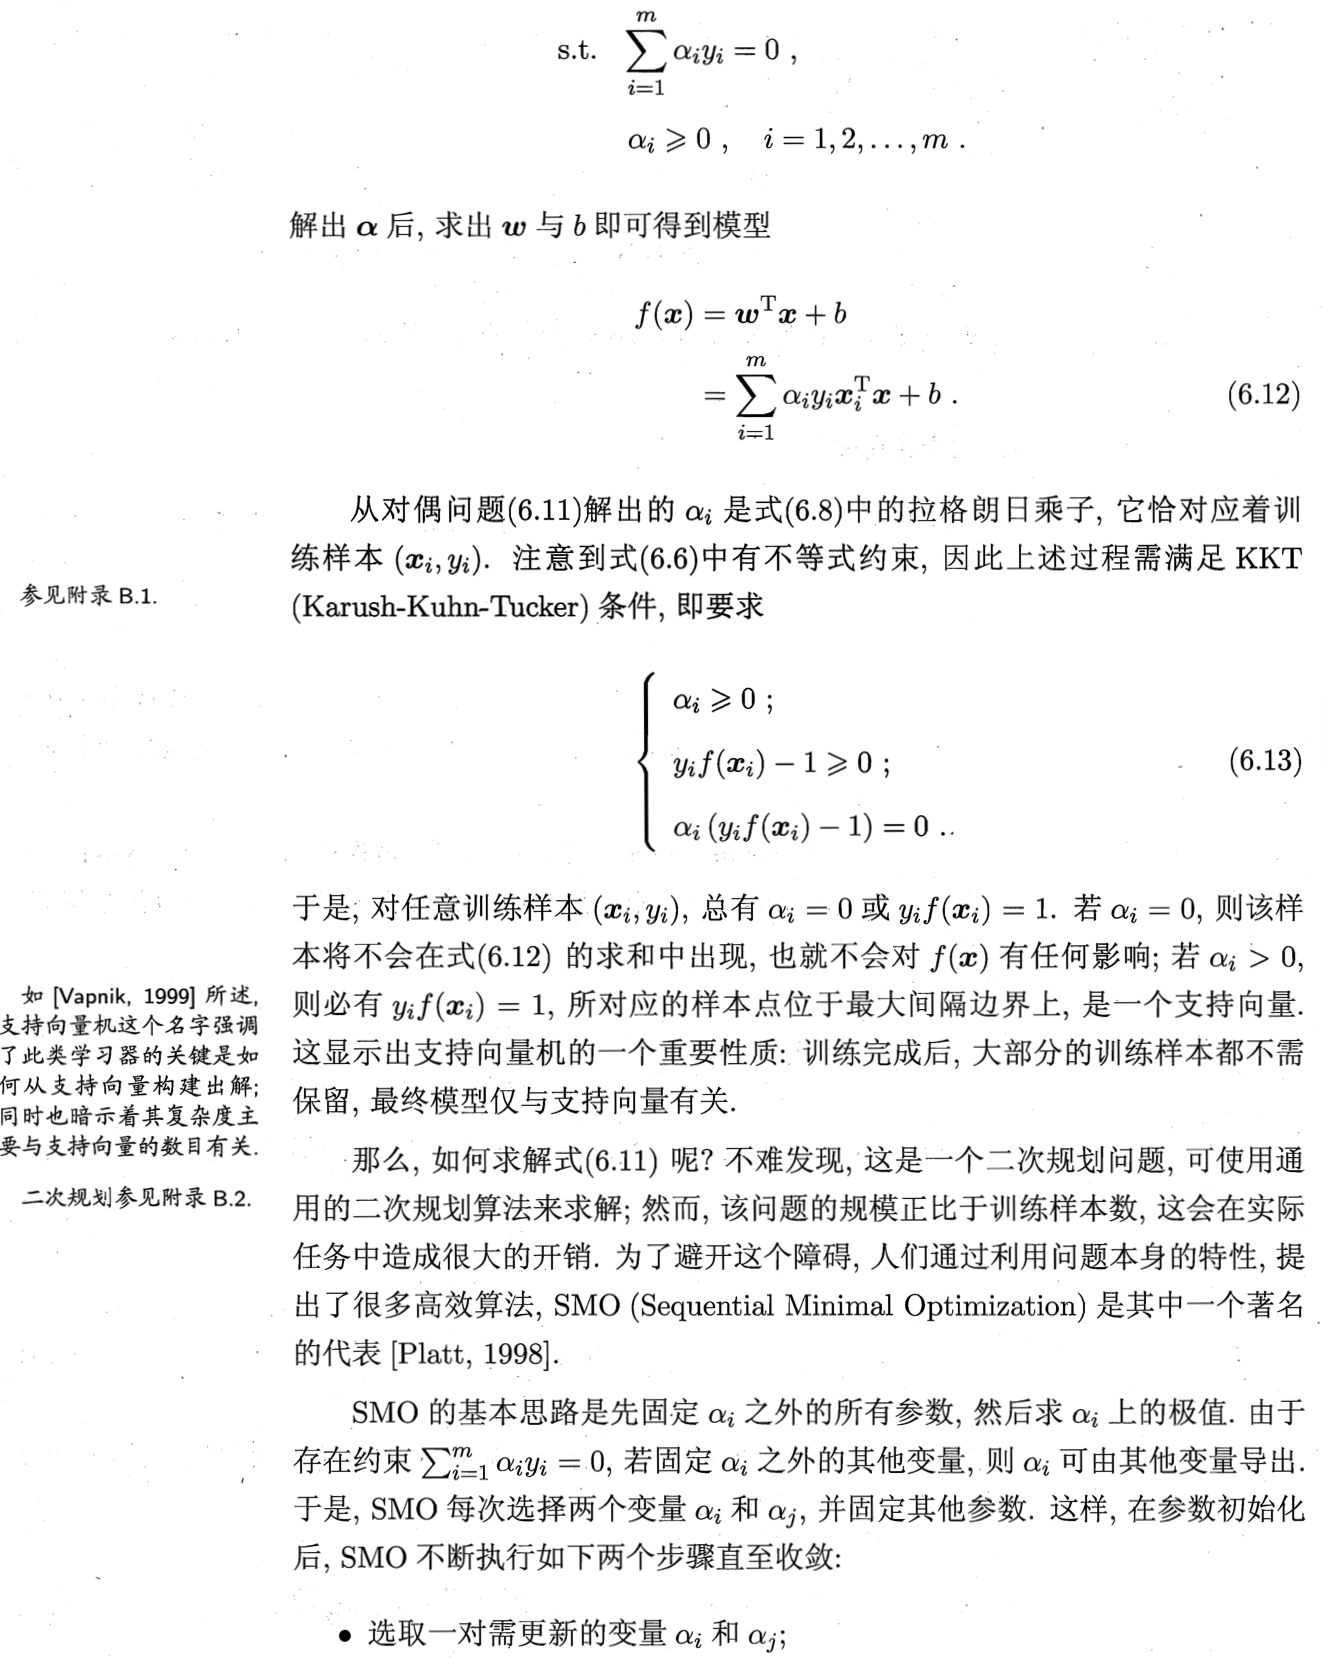 s.t. $\sum_{i=1}^{m} \alpha_i y_i = 0$ ,
$\alpha_i \geqslant 0$ , $i = 1, 2, \ldots, m$ .
解出 $\boldsymbol{\alpha}$ 后, 求出 $\boldsymbol{w}$ 与 $b$ 即可得到模型
$f(\boldsymbol{x}) = \boldsymbol{w}^{\mathrm{T}} \boldsymbol{x} + b$
$= \sum_{i=1}^{m} \alpha_i y_i \boldsymbol{x}_i^{\mathrm{T}} \boldsymbol{x} + b$ . (6.12)
从对偶问题(6.11)解出的 $\alpha_i$ 是式(6.8)中的拉格朗日乘子, 它恰对应着训
练样本 $(\boldsymbol{x}_i, y_i)$. 注意到式(6.6)中有不等式约束, 因此上述过程需满足 KKT
(Karush-Kuhn-Tucker) 条件, 即要求
参见附录 B.1.
$\alpha_i \geqslant 0$ ;
$y_i f(\boldsymbol{x}_i) - 1 \geqslant 0$ ; (6.13)
$\alpha_i (y_i f(\boldsymbol{x}_i) - 1) = 0$ .
于是, 对任意训练样本 $(\boldsymbol{x}_i, y_i)$, 总有 $\alpha_i = 0$ 或 $y_i f(\boldsymbol{x}_i) = 1$. 若 $\alpha_i = 0$, 则该样
本将不会在式(6.12) 的求和中出现, 也就不会对 $f(\boldsymbol{x})$ 有任何影响; 若 $\alpha_i > 0$,
则必有 $y_i f(\boldsymbol{x}_i) = 1$, 所对应的样本点位于最大间隔边界上, 是一个支持向量.
这显示出支持向量机的一个重要性质: 训练完成后, 大部分的训练样本都不需
保留, 最终模型仅与支持向量有关.
如 [Vapnik, 1999] 所述,
支持向量机这个名字强调
了此类学习器的关键是如
何从支持向量构建出解;
同时也暗示着其复杂度主
要与支持向量的数目有关.
那么, 如何求解式(6.11) 呢? 不难发现, 这是一个二次规划问题, 可使用通
用的二次规划算法来求解; 然而, 该问题的规模正比于训练样本数, 这会在实际
任务中造成很大的开销. 为了避开这个障碍, 人们通过利用问题本身的特性, 提
出了很多高效算法, SMO (Sequential Minimal Optimization) 是其中一个著名
的代表 [Platt, 1998].
二次规划参见附录 B.2.
SMO 的基本思路是先固定 $\alpha_i$ 之外的所有参数, 然后求 $\alpha_i$ 上的极值. 由于
存在约束 $\sum_{i=1}^{m} \alpha_i y_i = 0$, 若固定 $\alpha_i$ 之外的其他变量, 则 $\alpha_i$ 可由其他变量导出.
于是, SMO 每次选择两个变量 $\alpha_i$ 和 $\alpha_j$, 并固定其他参数. 这样, 在参数初始化
后, SMO 不断执行如下两个步骤直至收敛:
• 选取一对需更新的变量 $\alpha_i$ 和 $\alpha_j$;